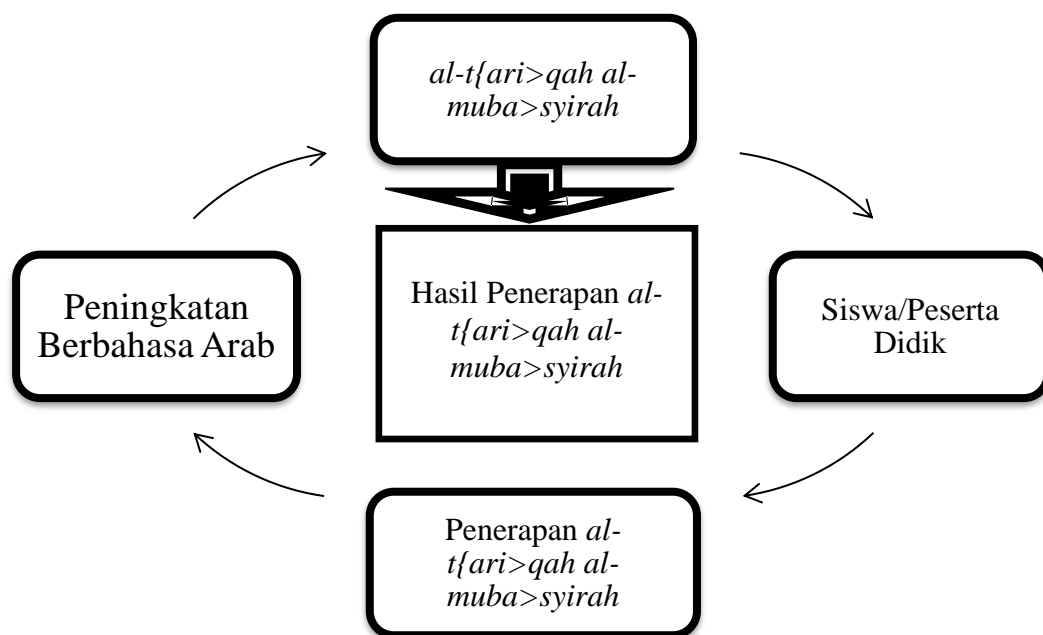 al-t{ari>qah al-
muba>syirah
Peningkatan
Berbahasa Arab
Hasil Penerapan al-
t{ari>qah al-
muba>syirah
Siswa/Peserta
Didik
Penerapan al-
t{ari>qah al-
muba>syirah